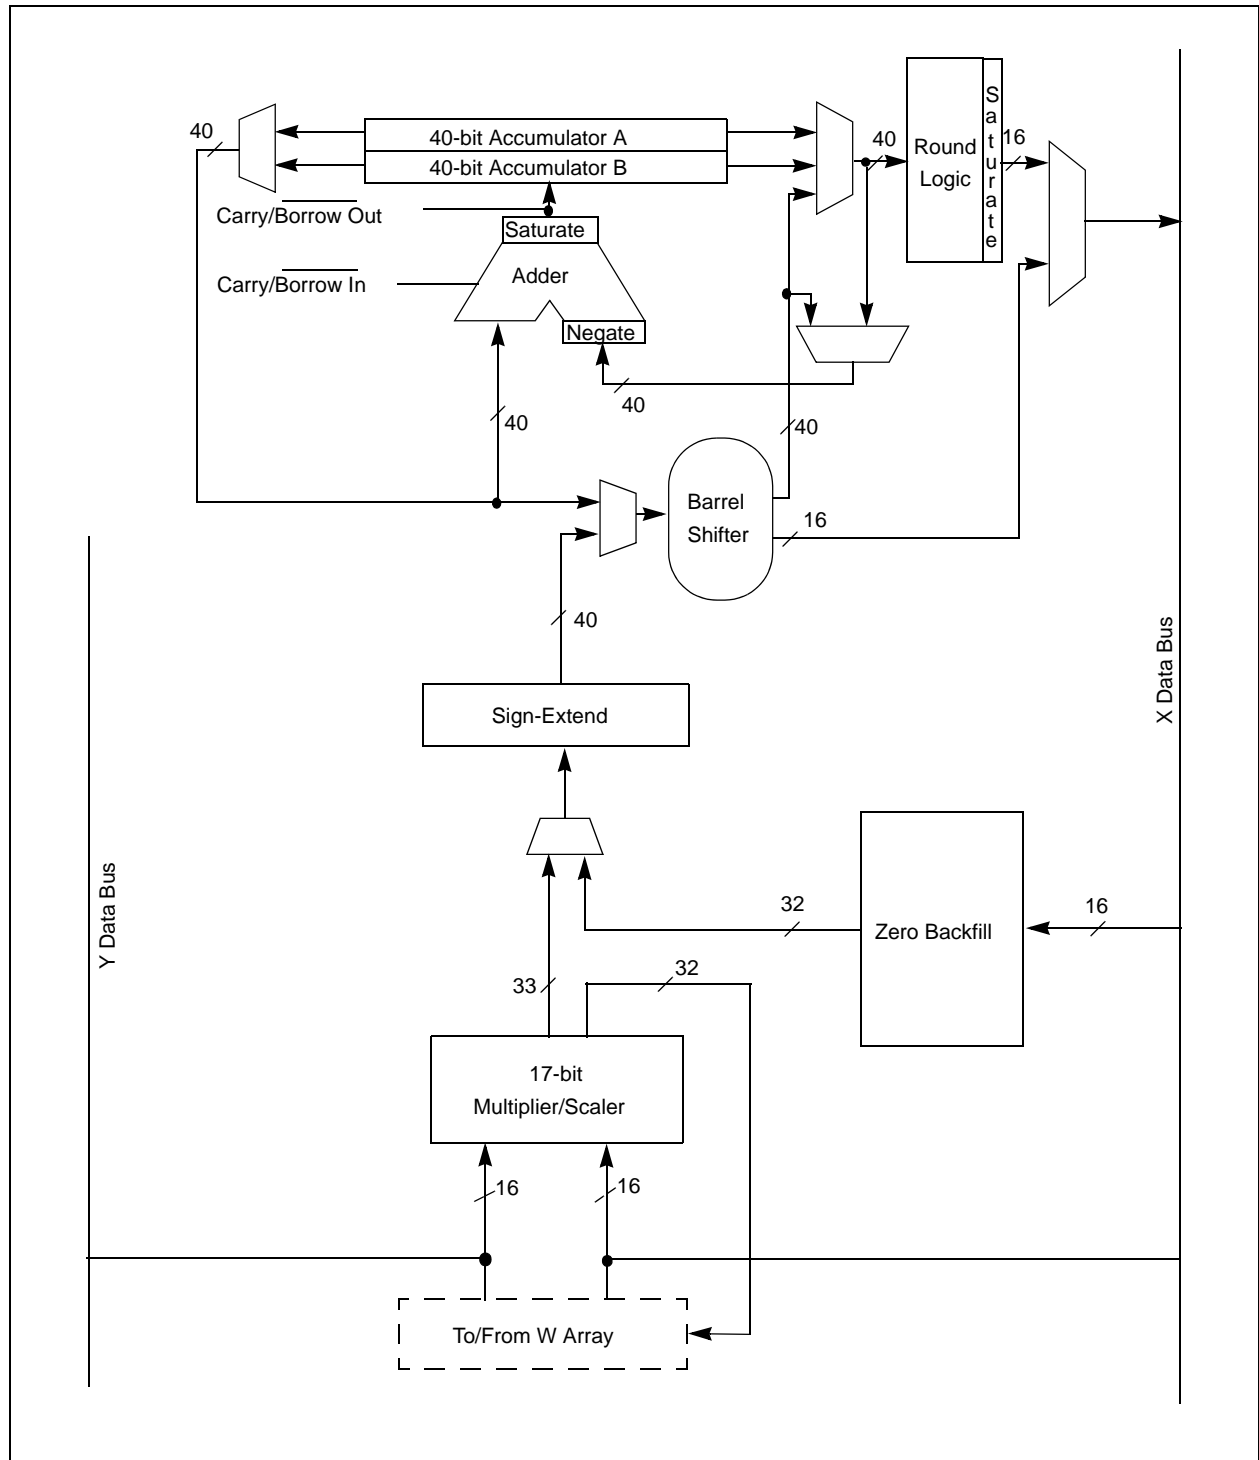 40
40-bit Accumulator A
40-bit Accumulator B
40
Round
Logic
Saturate
16
Carry/Borrow Out
Saturate
Carry/Borrow In
Adder
Negate
40
40
40
Barrel
Shifter
16
40
Sign-Extend
X Data Bus
Y Data Bus
32
Zero Backfill
16
33
32
17-bit
Multiplier/Scaler
16
16
To/From W Array